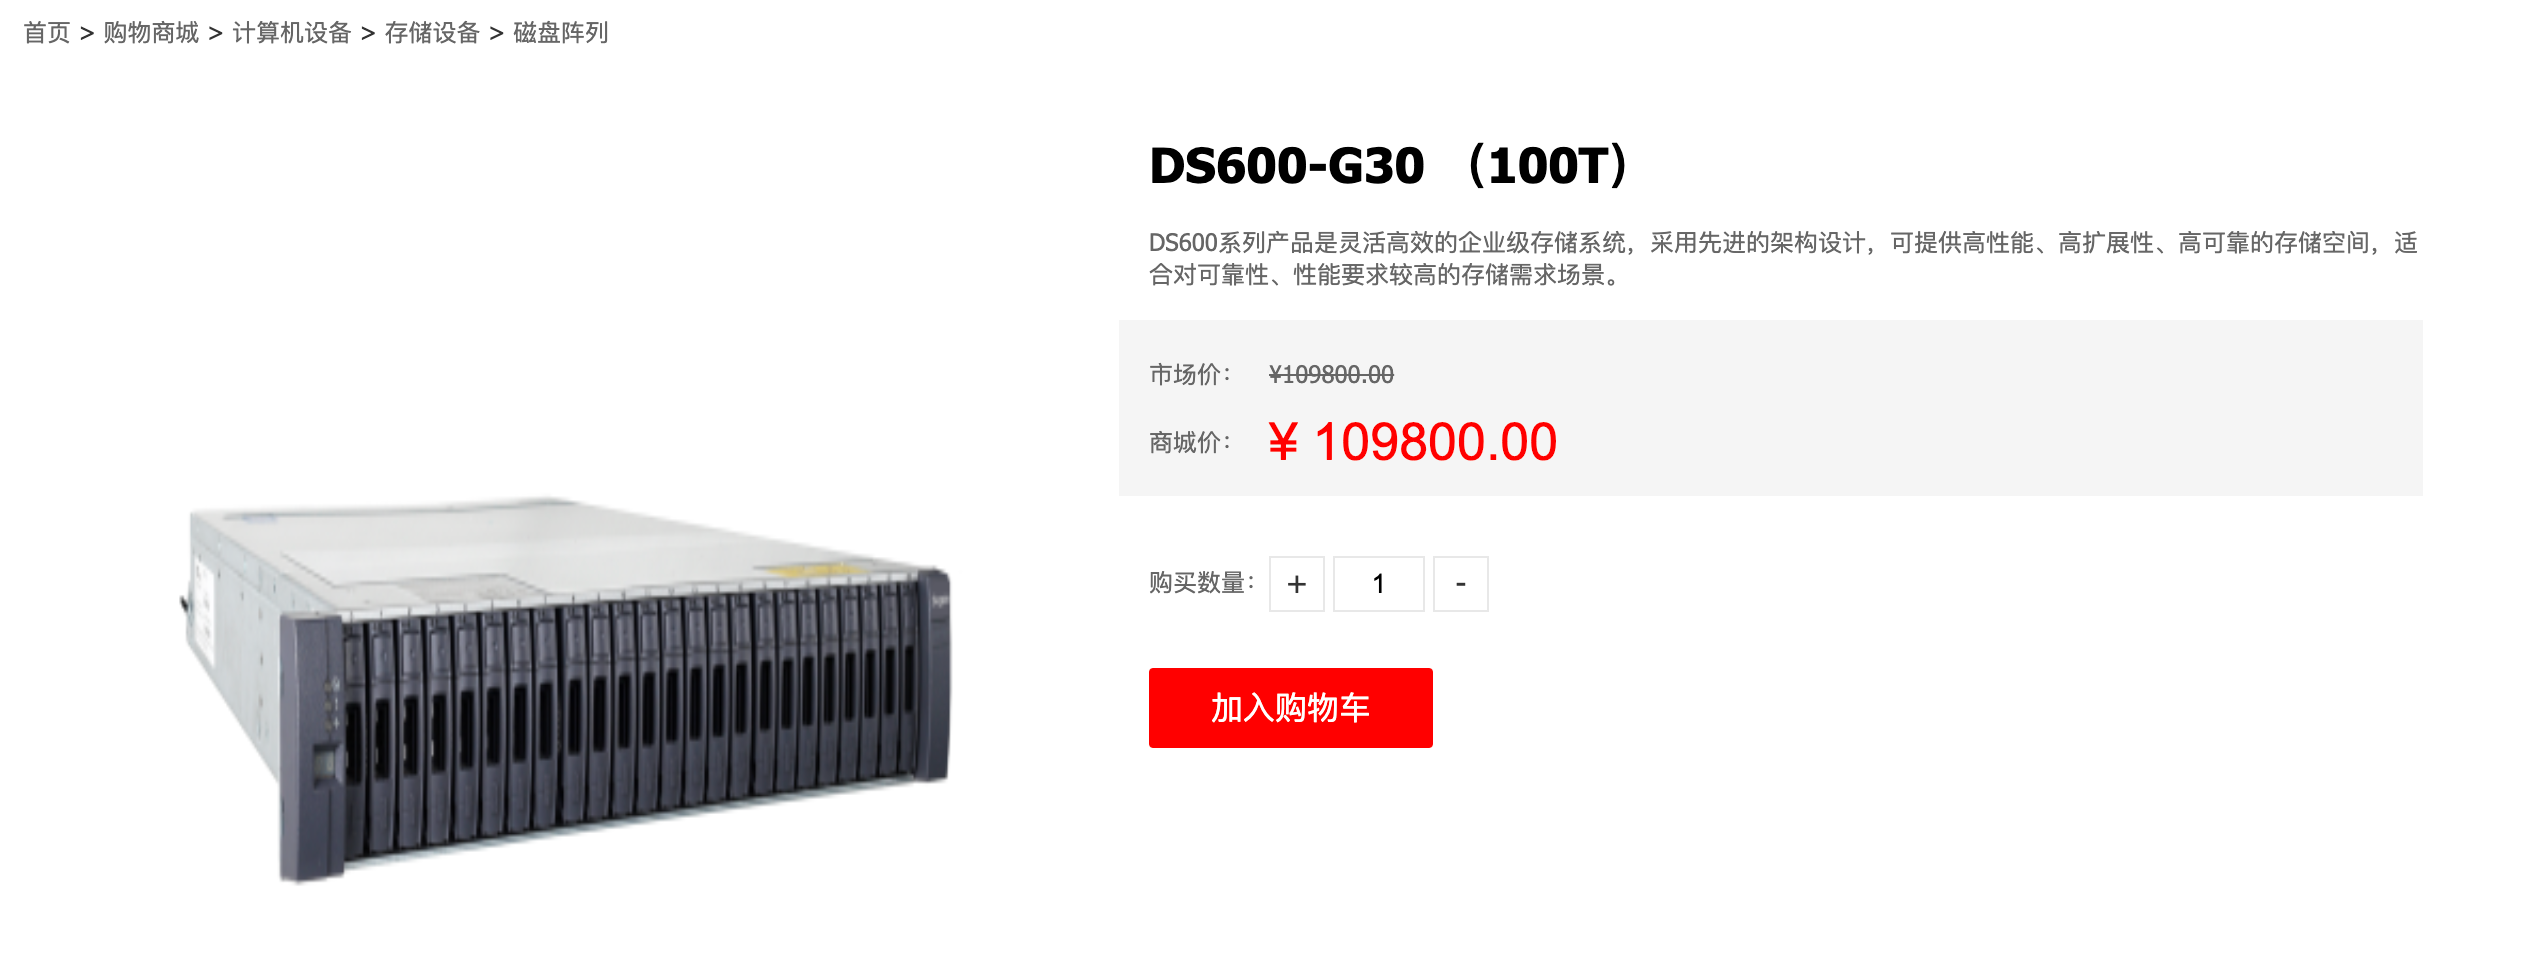 首页 > 购物商城 > 计算机设备 > 存储设备 > 磁盘阵列
DS600-G30 （100T）
DS600系列产品是灵活高效的企业级存储系统，采用先进的架构设计，可提供高性能、高扩展性、高可靠的存储空间，适
合对可靠性、性能要求较高的存储需求场景。
市场价： ¥109800.00
商城价： ¥ 109800.00
购买数量： + 1 -
加入购物车